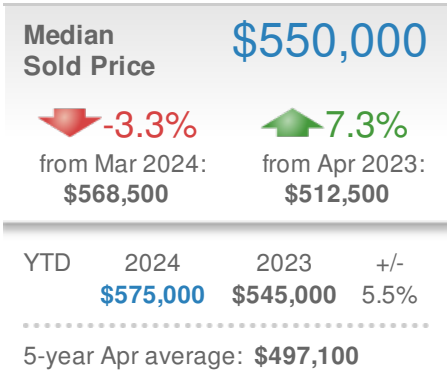 Median $550,000
Sold Price
-3.3% 7.3%
from Mar 2024: from Apr 2023:
$568,500 $512,500
YTD 2024 2023 +/-
$575,000 $545,000 5.5%
5-year Apr average: $497,100